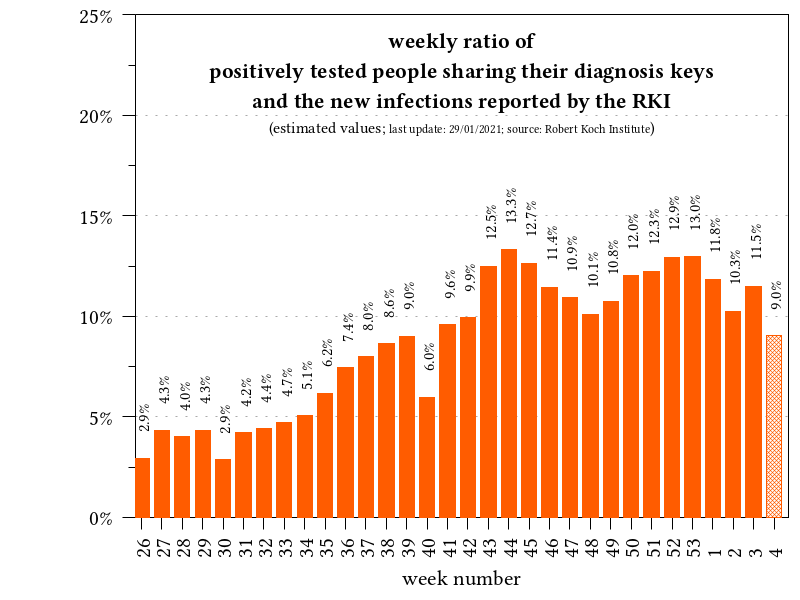 weekly ratio of
positively tested people sharing their diagnosis keys
and the new infections reported by the RKI
(estimated values; last update: 29/01/2021; source: Robert Koch Institute)
25%
20%
15%
10%
5%
0%
2.9% 4.3% 4.0% 4.3% 2.9% 4.2% 4.4% 4.7% 5.1% 6.2% 7.4% 8.0% 8.6% 9.0% 6.0% 9.6% 9.9% 12.5% 13.3% 12.7% 11.4% 10.9% 10.1% 10.8% 12.0% 12.3% 12.9% 13.0% 11.8% 10.3% 11.5% 9.0%
26 27 28 29 30 31 32 33 34 35 36 37 38 39 40 41 42 43 44 45 46 47 48 49 50 51 52 53 1 2 3 4
week number